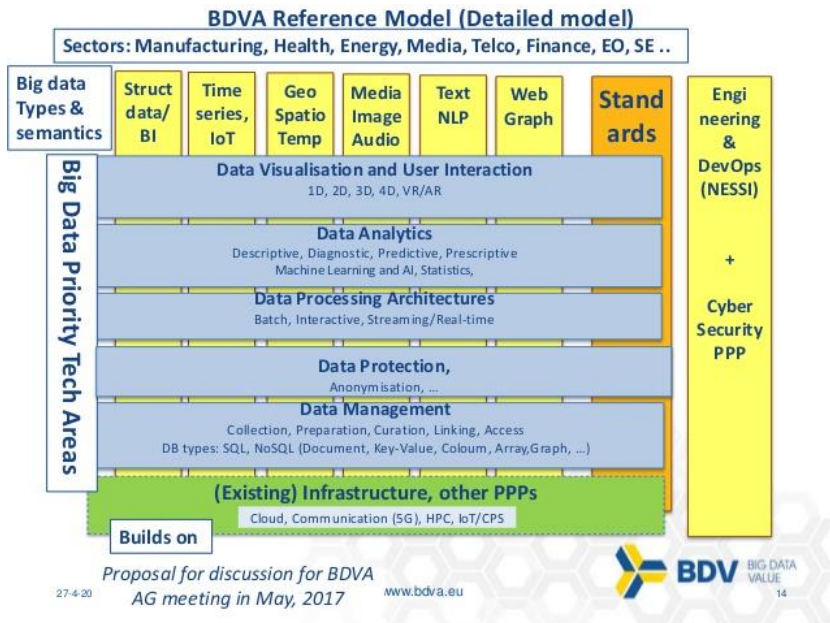 BDVA Reference Model (Detailed model)
Sectors: Manufacturing, Health, Energy, Media, Telco, Finance, EO, SE ..
Big data
Types &
semantics
Struct
data/
BI
Time
series,
IoT
Geo
Spatio
Temp
Media
Image
Audio
Text
NLP
Web
Graph
Stand
ards
Engi
neering
&
DevOps
(NESSI)
+
Cyber
Security
PPP
Big Data Priority Tech Areas
Data Visualisation and User Interaction
1D, 2D, 3D, 4D, VR/AR
Data Analytics
Descriptive, Diagnostic, Predictive, Prescriptive
Machine Learning and AI, Statistics,
Data Processing Architectures
Batch, Interactive, Streaming/Real-time
Data Protection,
Anonymisation, ...
Data Management
Collection, Preparation, Curation, Linking, Access
DB types: SQL, NoSQL (Document, Key-Value, Coloum, Array,Graph, ...)
(Existing) Infrastructure, other PPPs
Cloud, Communication (5G), HPC, IoT/CPS
Builds on
Proposal for discussion for BDVA
AG meeting in May, 2017
27-4-20
www.bdva.eu
BDV BIG DATA
VALUE
14